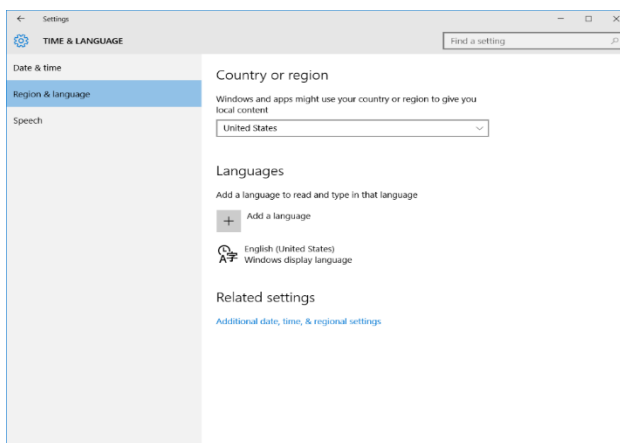 Settings
TIME & LANGUAGE
Find a setting
Date & time
Region & language
Speech
Country or region
Windows and apps might use your country or region to give you
local content
United States
Languages
Add a language to read and type in that language
Add a language
English (United States)
Windows display language
Related settings
Additional date, time, & regional settings